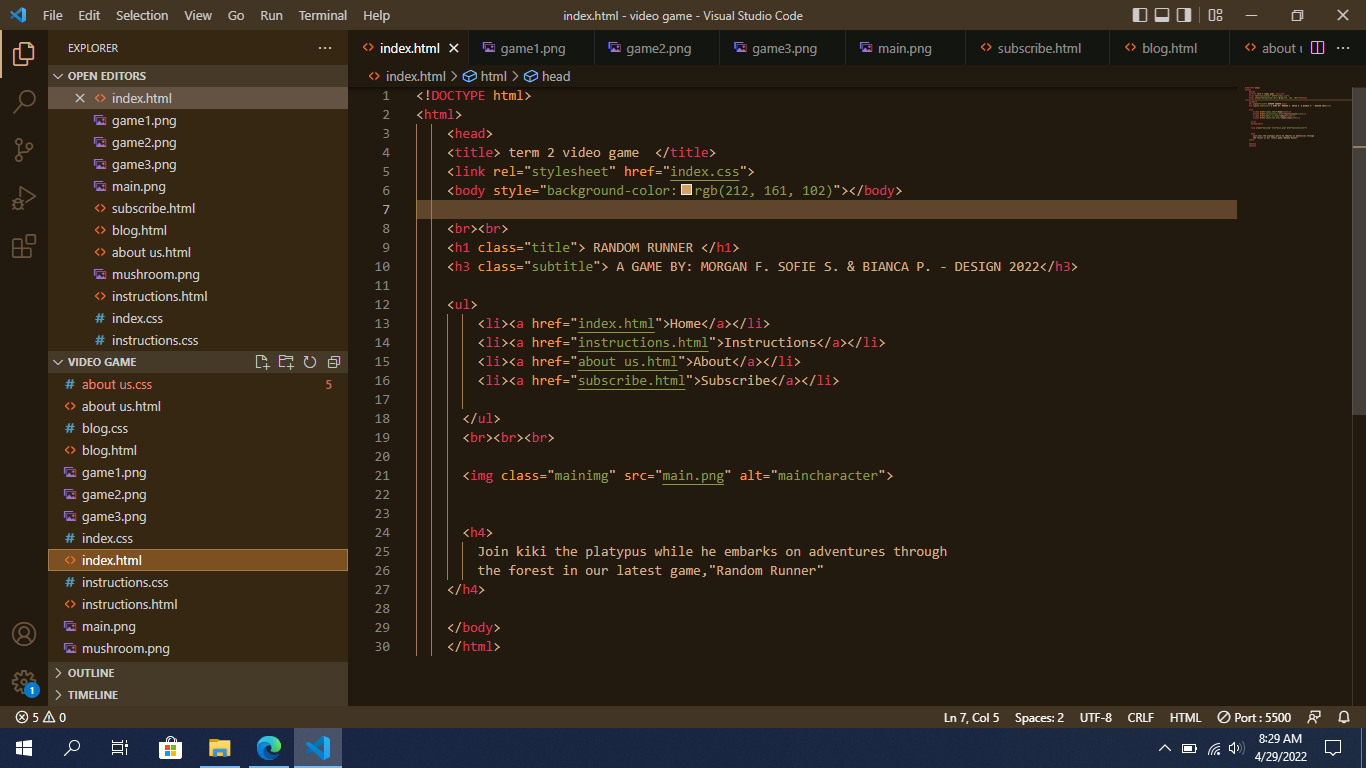 File Edit Selection View Go Run Terminal Help index.html - video game - Visual Studio Code
EXPLORER
OPEN EDITORS
index.html
game1.png
game2.png
game3.png
main.png
subscribe.html
blog.html
about us.html
mushroom.png
instructions.html
index.css
instructions.css
VIDEO GAME
about us.css 5
about us.html
blog.css
blog.html
game1.png
game2.png
game3.png
index.css
index.html
instructions.css
instructions.html
main.png
mushroom.png
OUTLINE
TIMELINE
index.html game1.png game2.png game3.png main.png subscribe.html blog.html about u
index.html > html > head
1 <!DOCTYPE html>
2 <html>
3 <head>
4 <title> term 2 video game  </title>
5 <link rel="stylesheet" href="index.css">
6 <body style="background-color: rgb(212, 161, 102)"></body>
7
8 <br><br>
9 <h1 class="title"> RANDOM RUNNER </h1>
10 <h3 class="subtitle"> A GAME BY: MORGAN F. SOFIE S. & BIANCA P. - DESIGN 2022</h3>
11
12 <ul>
13 <li><a href="index.html">Home</a></li>
14 <li><a href="instructions.html">Instructions</a></li>
15 <li><a href="about us.html">About</a></li>
16 <li><a href="subscribe.html">Subscribe</a></li>
17
18 </ul>
19 <br><br><br>
20
21 <img class="mainimg" src="main.png" alt="maincharacter">
22
23
24 <h4>
25 Join kiki the platypus while he embarks on adventures through
26 the forest in our latest game,"Random Runner"
27 </h4>
28
29 </body>
30 </html>
1
5 0 Ln 7, Col 5 Spaces: 2 UTF-8 CRLF HTML Port : 5500
8:29 AM
4/29/2022